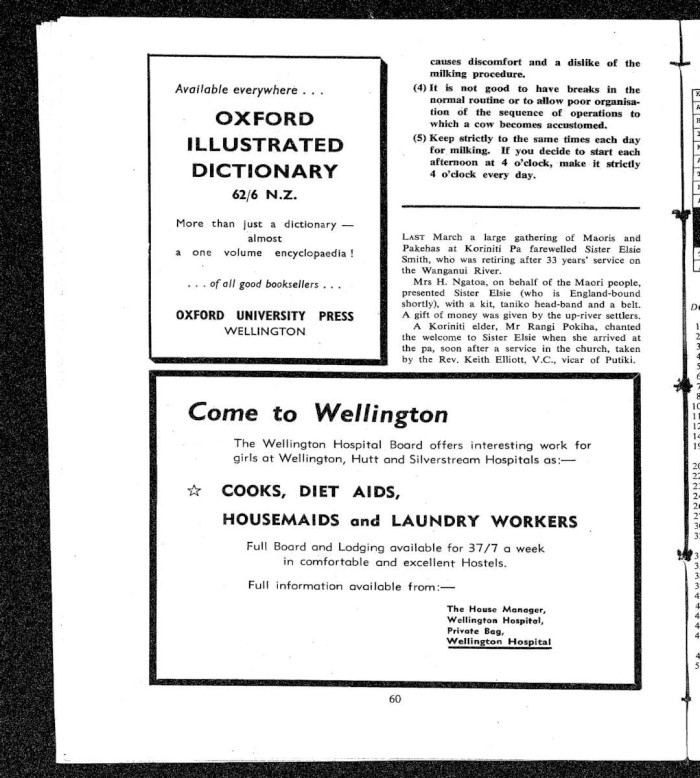 Available everywhere . . .
OXFORD
ILLUSTRATED
DICTIONARY
62/6 N.Z.
More than just a dictionary —
almost
a one volume encyclopaedia !
. . . of all good booksellers . . .
OXFORD UNIVERSITY PRESS
WELLINGTON
causes discomfort and a dislike of the
milking procedure.
(4) It is not good to have breaks in the
normal routine or to allow poor organisa-
tion of the sequence of operations to
which a cow becomes accustomed.
(5) Keep strictly to the same times each day
for milking. If you decide to start each
afternoon at 4 o'clock, make it strictly
4 o'clock every day.
LAST March a large gathering of Maoris and
Pakehas at Koriniti Pa farewelled Sister Elsie
Smith, who was retiring after 33 years' service on
the Wanganui River.
Mrs H. Ngatoa, on behalf of the Maori people,
presented Sister Elsie (who is England-bound
shortly), with a kit, taniko head-band and a belt.
A gift of money was given by the up-river settlers.
A Koriniti elder, Mr Rangi Pokiha, chanted
the welcome to Sister Elsie when she arrived at
the pa, soon after a service in the church, taken
by the Rev. Keith Elliott, V.C., vicar of Putiki.
Come to Wellington
The Wellington Hospital Board offers interesting work for
girls at Wellington, Hutt and Silverstream Hospitals as:—
☆ COOKS, DIET AIDS,
HOUSEMAIDS and LAUNDRY WORKERS
Full Board and Lodging available for 37/7 a week
in comfortable and excellent Hostels.
Full information available from:—
The House Manager,
Wellington Hospital,
Private Bag,
Wellington Hospital
60